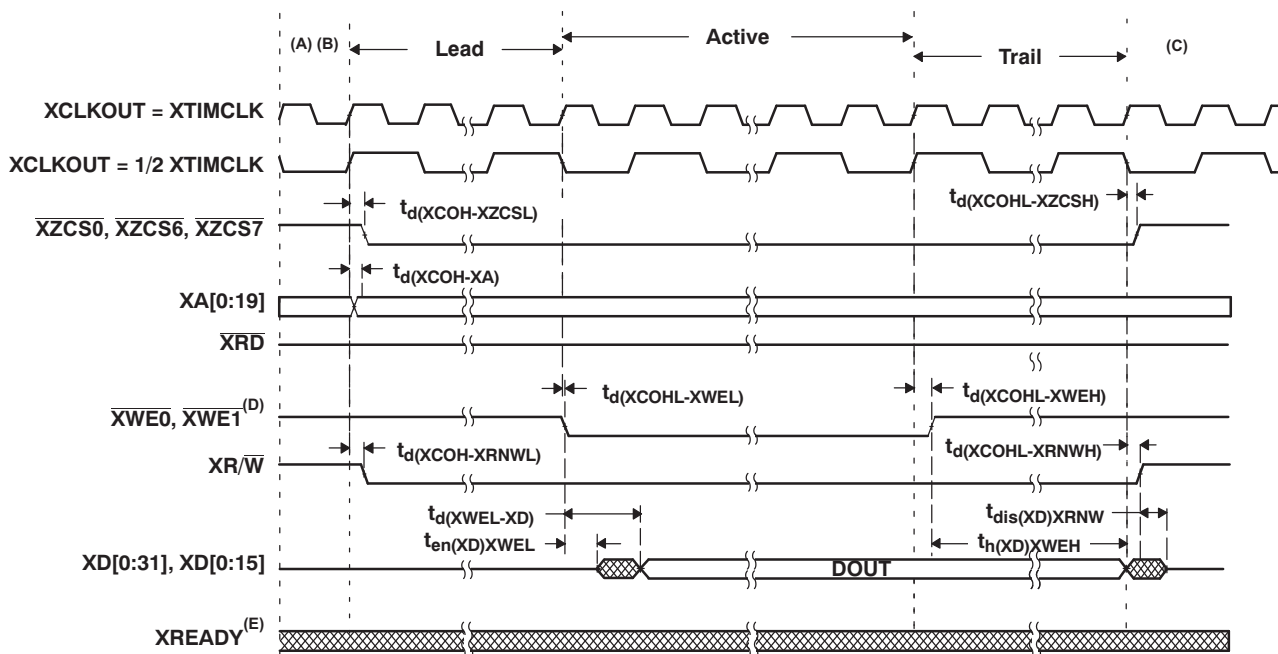 (A) (B)
Lead
Active
Trail
(C)
XCLKOUT = XTIMCLK
XCLKOUT = 1/2 XTIMCLK
td(XCOH-XZCSL)
td(XCOHL-XZCSH)
XZCS0, XZCS6, XZCS7
td(XCOH-XA)
XA[0:19]
XRD
td(XCOHL-XWEL)
td(XCOHL-XWEH)
XWE0, XWE1(D)
td(XCOH-XRNWL)
td(XCOHL-XRNWH)
XR/W
td(XWEL-XD)
tdis(XD)XRNW
ten(XD)XWEL
th(XD)XWEH
XD[0:31], XD[0:15]
DOUT
XREADY(E)